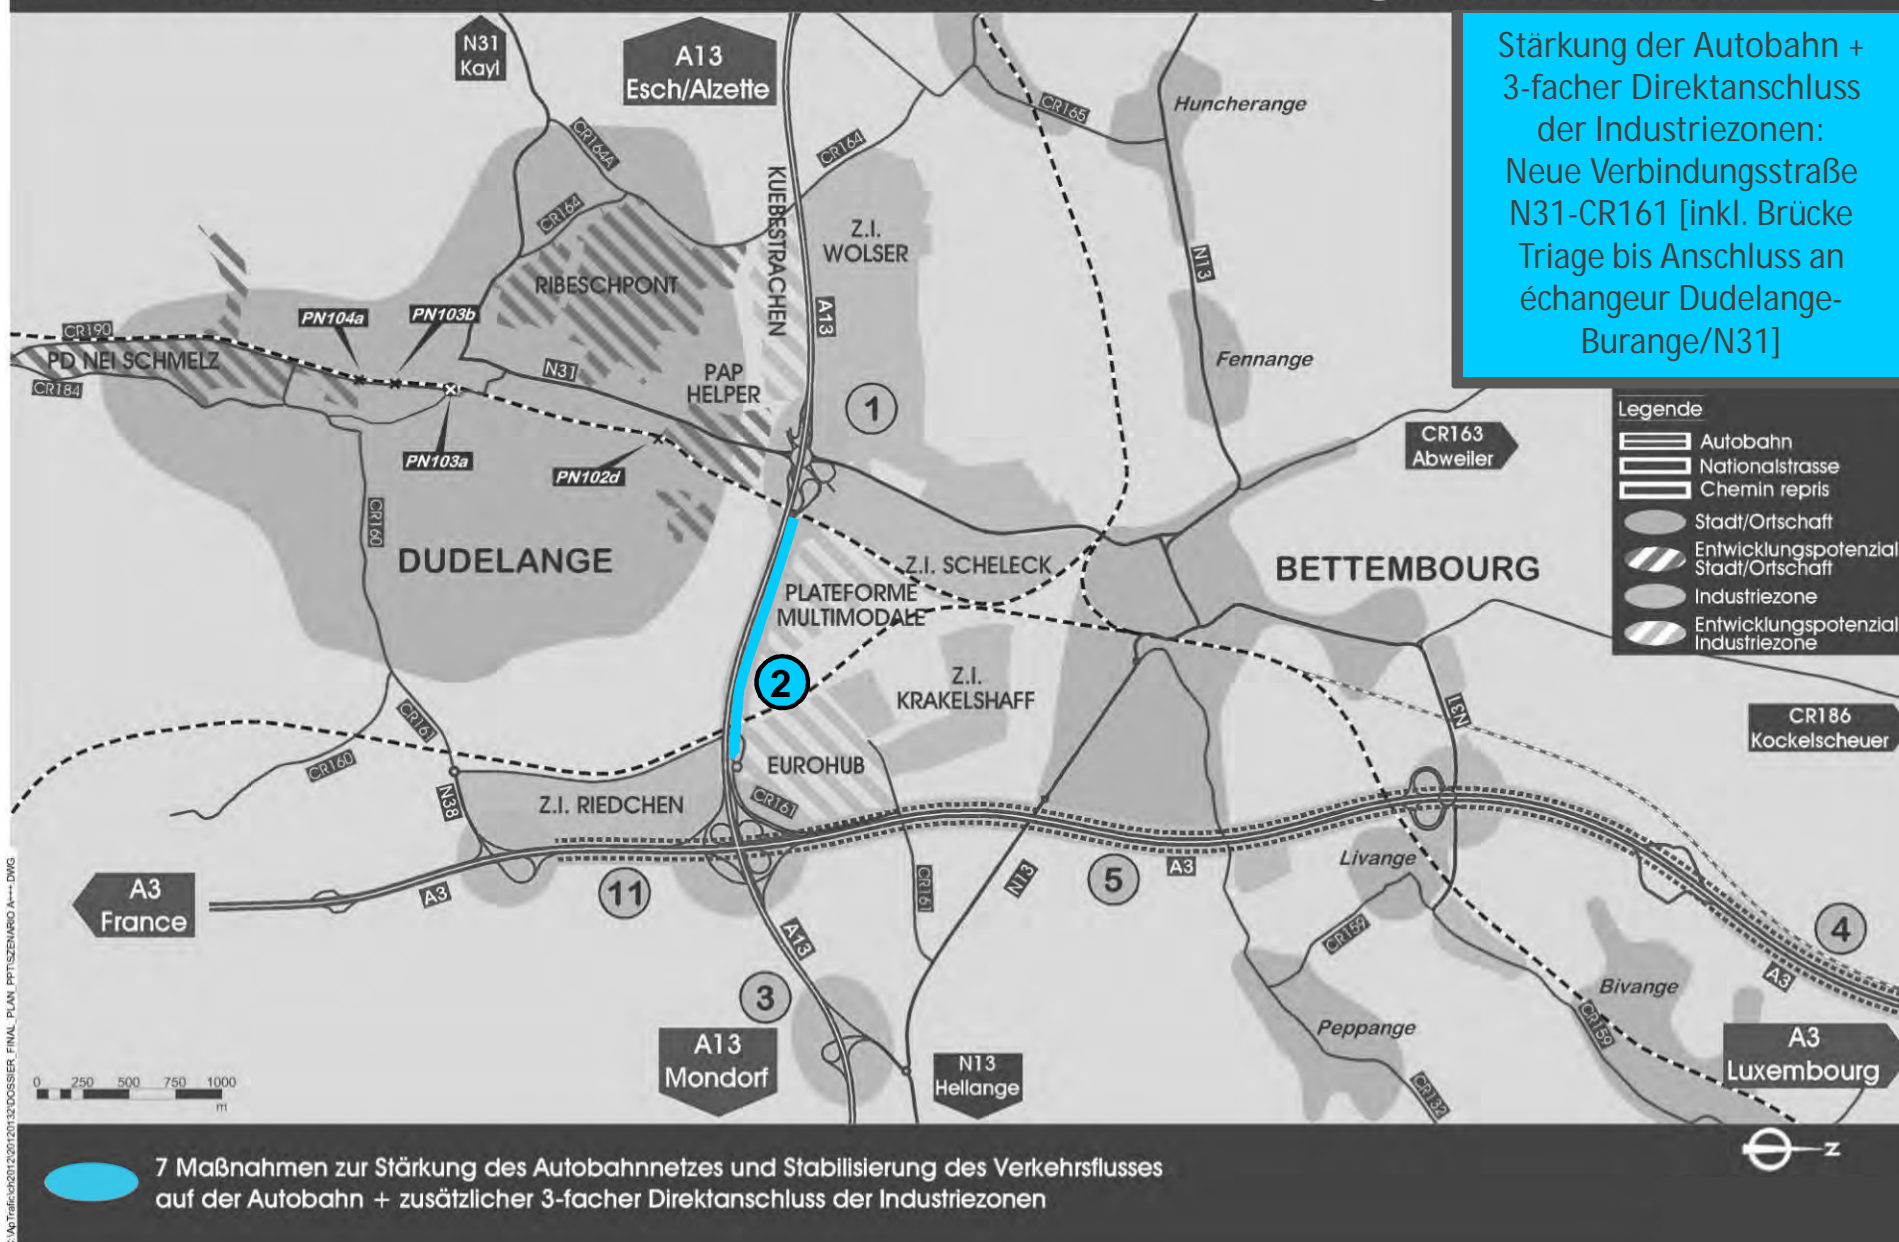 N31
Kayl
A13
Esch/Alzette
Stärkung der Autobahn +
3-facher Direktanschluss
der Industriezonen:
Neue Verbindungsstraße
N31-CR161 [inkl. Brücke
Triage bis Anschluss an
échangeur Dudelange-
Burange/N31]
CR164A
CR164
CR164
CR165
Huncherange
KUEBESTRACHEN
Z.I.
WOLSER
N13
RIBESCHPONT
A13
PN104a
PN103b
CR190
PD NEI SCHMELZ
CR184
N31
PAP
HELPER
Fennange
1
PN103a
PN102d
CR163
Abweiler
Legende
Autobahn
Nationalstrasse
Chemin repris
Stadt/Ortschaft
Entwicklungspotenzial
Stadt/Ortschaft
Industriezone
Entwicklungspotenzial
Industriezone
CR160
DUDELANGE
Z.I. SCHELECK
BETTEMBOURG
PLATEFORME
MULTIMODALE
2
Z.I.
KRAKELSHAFF
N31
CR186
Kockelscheuer
CR161
CR160
EUROHUB
N38
Z.I. RIEDCHEN
CR161
A3
France
A3
11
CR161
N13
5
A3
Livange
4
A13
CR159
A3
3
Bivange
Peppange
CR159
A13
Mondorf
N13
Hellange
A3
Luxembourg
CR132
0 250 500 750 1000
m
Z
7 Maßnahmen zur Stärkung des Autobahnnetzes und Stabilisierung des Verkehrsflusses
auf der Autobahn + zusätzlicher 3-facher Direktanschluss der Industriezonen